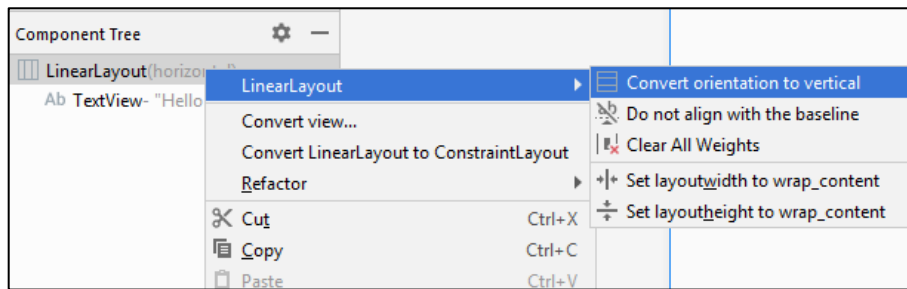 Component Tree
LinearLayout(horizo
Ab TextView- "Hello
LinearLayout
Convert view...
Convert LinearLayout to ConstraintLayout
Refactor
Cut Ctrl+X
Copy Ctrl+C
Paste Ctrl+V
Convert orientation to vertical
Do not align with the baseline
Clear All Weights
Set layoutwidth to wrap_content
Set layoutheight to wrap_content